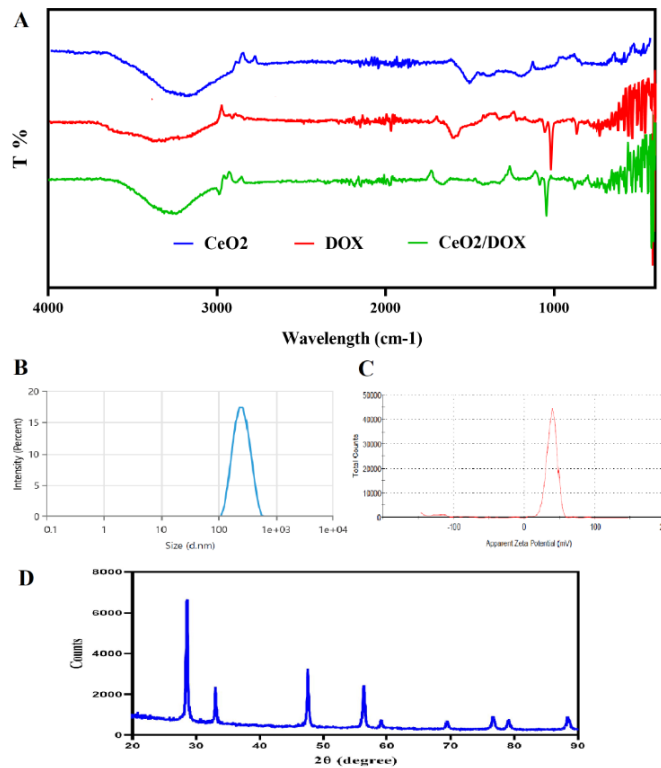 A
T %
CeO2 DOX CeO2/DOX
4000 3000 2000 1000
Wavelength (cm-1)
B
20
15
10
5
0
Intensity (Percent)
0.1 1 10 100 1e+03 1e+04
Size (d.nm)
C
50000
40000
30000
20000
10000
0
Total Counts
-100 0 100 200
Apparent Zeta Potential (mV)
D
8000
6000
4000
2000
0
Counts
20 30 40 50 60 70 80 90
2θ (degree)